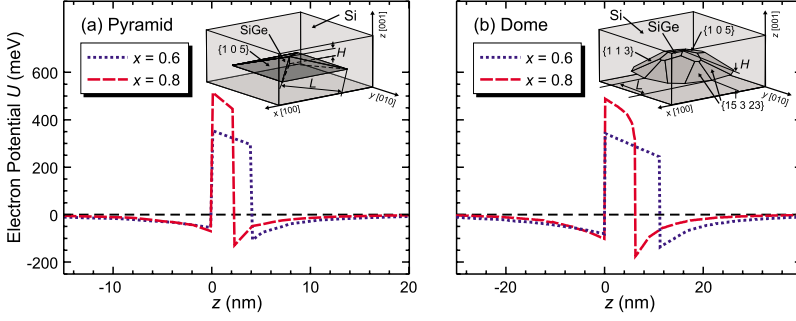 (a) Pyramid
x = 0.6
x = 0.8
Si
SiGe
{1 0 5}
H
L
x [100]
y [010]
z [001]
Electron Potential U (meV)
600
400
200
0
-200
-10
0
10
20
z (nm)
(b) Dome
x = 0.6
x = 0.8
Si
SiGe
{1 0 5}
{1 1 3}
H
L
{15 3 23}
x [100]
y [010]
z [001]
-20
0
20
z (nm)